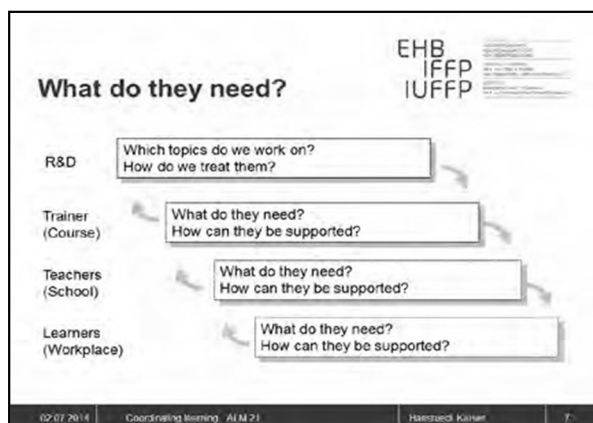 EHB
IFFP
IUFFP
What do they need?
R&D
Which topics do we work on?
How do we treat them?
Trainer
(Course)
What do they need?
How can they be supported?
Teachers
(School)
What do they need?
How can they be supported?
Learners
(Workplace)
What do they need?
How can they be supported?
02.07.2014 Coordinating learning ALM 21 Hansruedi Kaiser 7